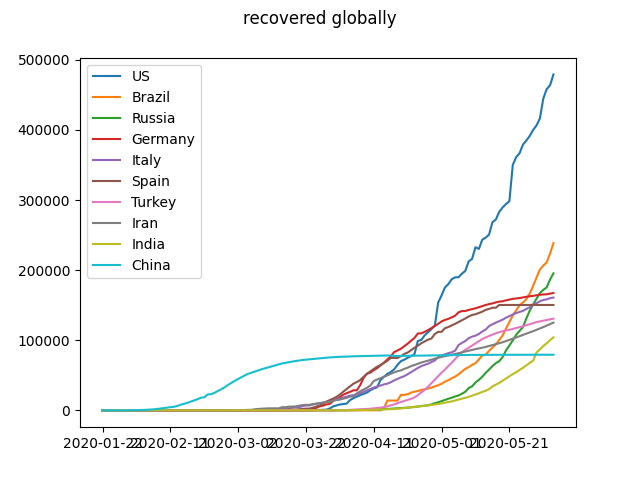 recovered globally
500000
400000
300000
200000
100000
0
US
Brazil
Russia
Germany
Italy
Spain
Turkey
Iran
India
China
2020-01-22
2020-02-11
2020-03-02
2020-03-22
2020-04-11
2020-05-01
2020-05-21